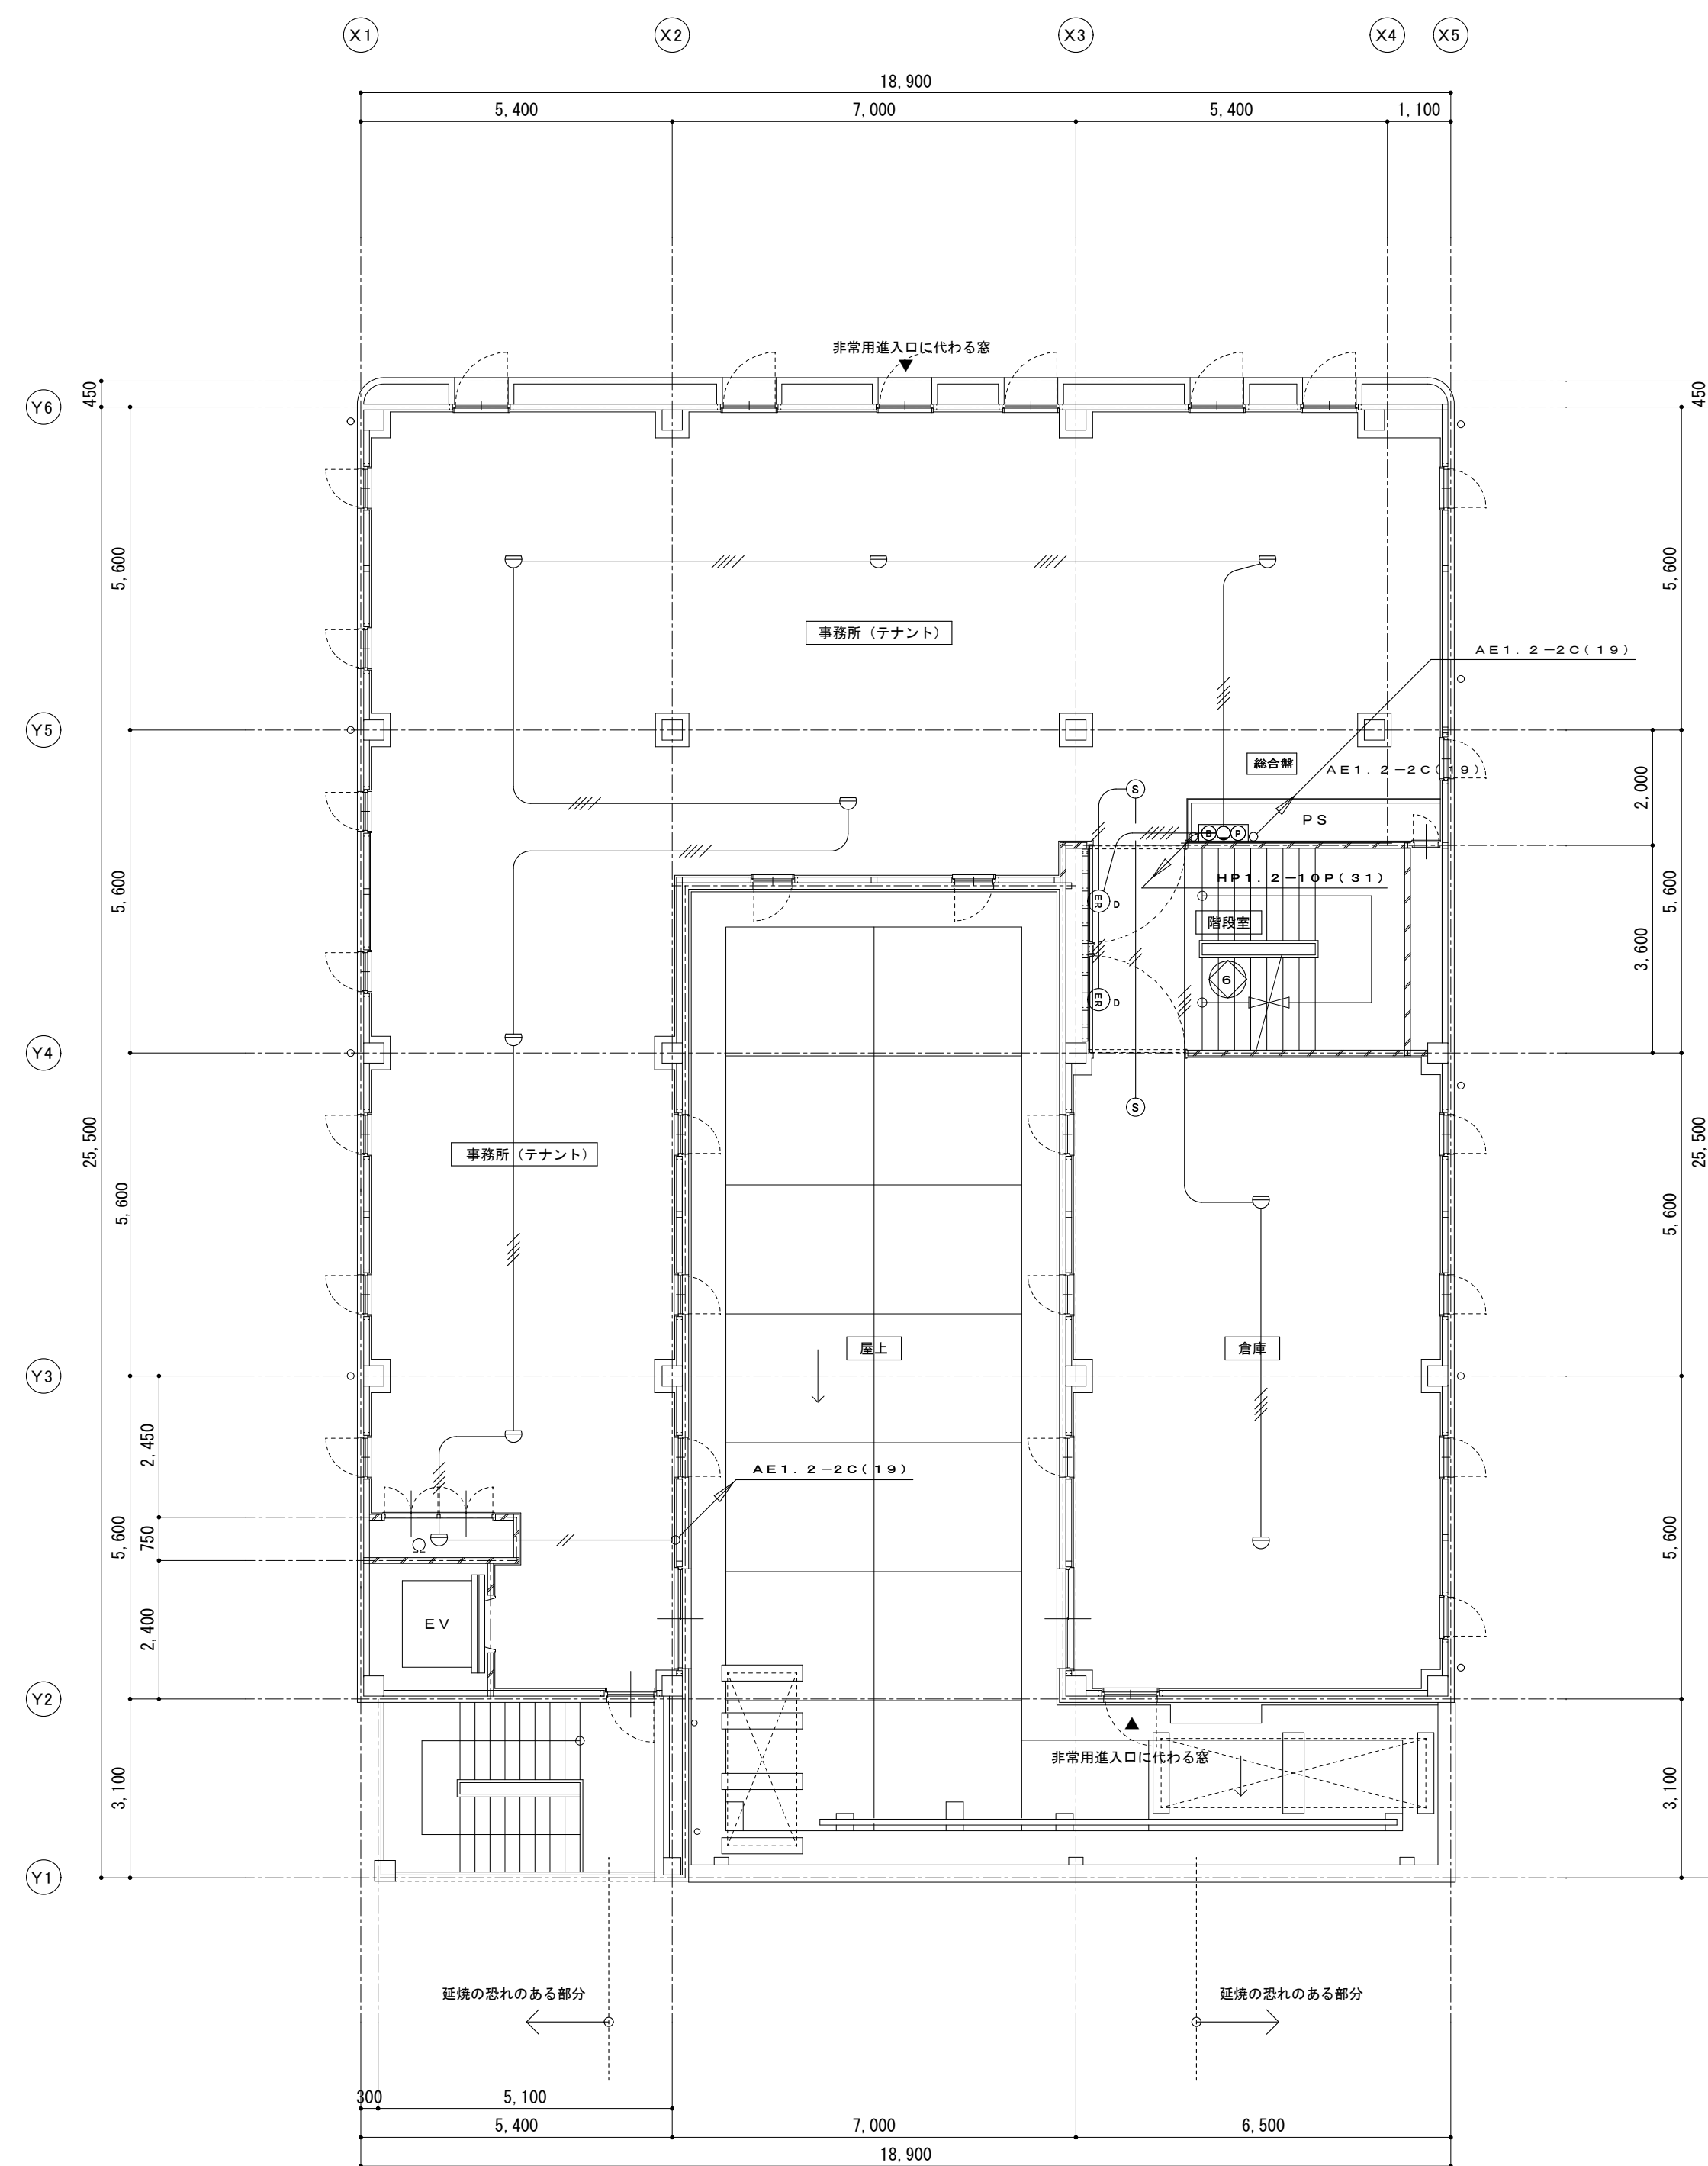 X1 X2 X3 X4 X5
18,900
5,400 7,000 5,400 1,100
非常用進入口に代わる窓
450 450
Y6
5,600 5,600
事務所（テナント）
AE1.2-2C(19)
Y5
総合盤
AE1.2-2C(19)
2,000
S
PS
B P
HP1.2-10P(31)
5,600 5,600
ER D
階段室
3,600
6
ER D
Y4
S
25,500 25,500
事務所（テナント）
5,600 5,600
屋上
倉庫
Y3
2,450
AE1.2-2C(19)
5,600 750 5,600
Ω
EV
2,400
Y2
非常用進入口に代わる窓
3,100 3,100
Y1
延焼の恐れのある部分 延焼の恐れのある部分
300 5,100
5,400 7,000 6,500
18,900